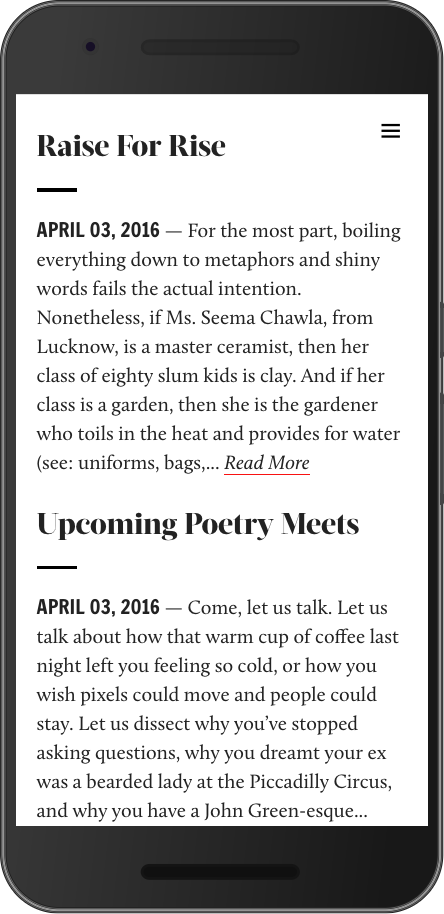 Raise For Rise
APRIL 03, 2016 — For the most part, boiling
everything down to metaphors and shiny
words fails the actual intention.
Nonetheless, if Ms. Seema Chawla, from
Lucknow, is a master ceramist, then her
class of eighty slum kids is clay. And if her
class is a garden, then she is the gardener
who toils in the heat and provides for water
(see: uniforms, bags,... Read More
Upcoming Poetry Meets
APRIL 03, 2016 — Come, let us talk. Let us
talk about how that warm cup of coffee last
night left you feeling so cold, or how you
wish pixels could move and people could
stay. Let us dissect why you’ve stopped
asking questions, why you dreamt your ex
was a bearded lady at the Piccadilly Circus,
and why you have a John Green-esque...